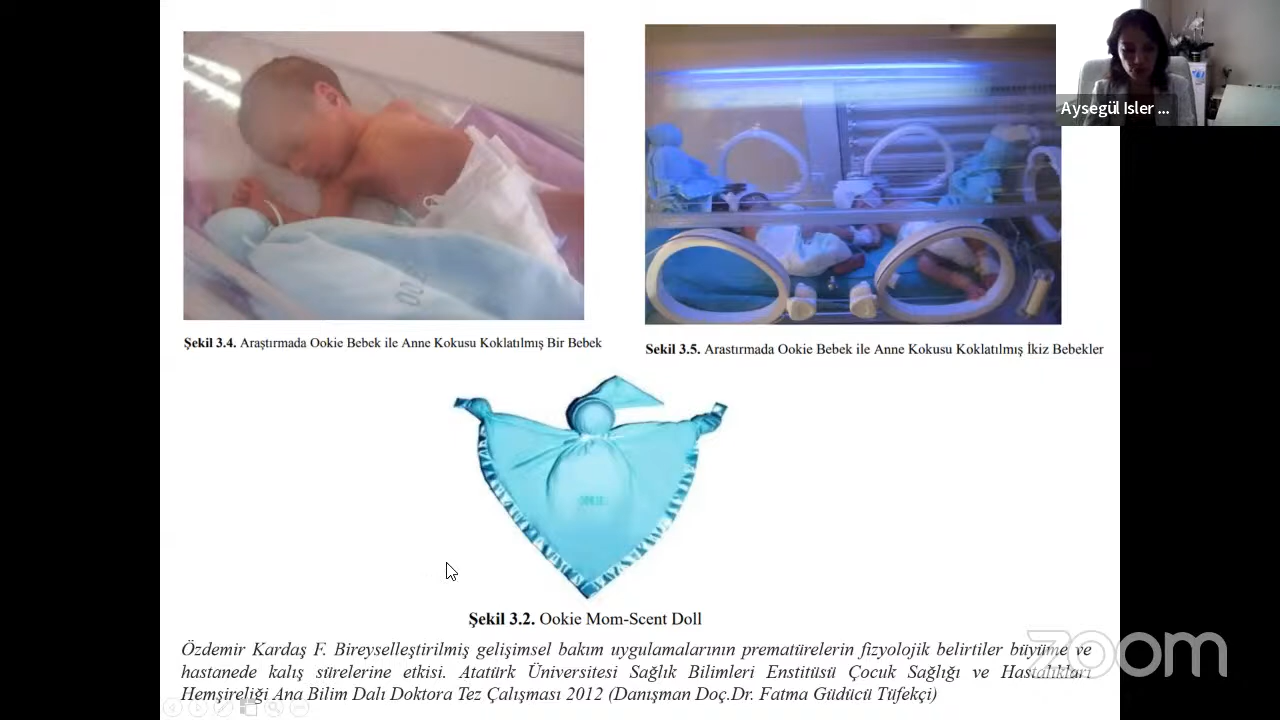 Aysegül Isler ...
Şekil 3.4. Araştırmada Ookie Bebek ile Anne Kokusu Koklatılmış Bir Bebek
Şekil 3.5. Arastırmada Ookie Bebek ile Anne Kokusu Koklatılmış İkiz Bebekler
Şekil 3.2. Ookie Mom-Scent Doll
Özdemir Kardaş F. Bireyselleştirilmiş gelişimsel bakım uygulamalarının prematürelerin fizyolojik belirtiler büyüme ve
hastanede kalış sürelerine etkisi. Atatürk Üniversitesi Sağlık Bilimleri Enstitüsü Çocuk Sağlığı ve Hastalıkları
Hemşireliği Ana Bilim Dalı Doktora Tez Çalışması 2012 (Danışman Doç.Dr. Fatma Güdücü Tüfekçi)
zoom